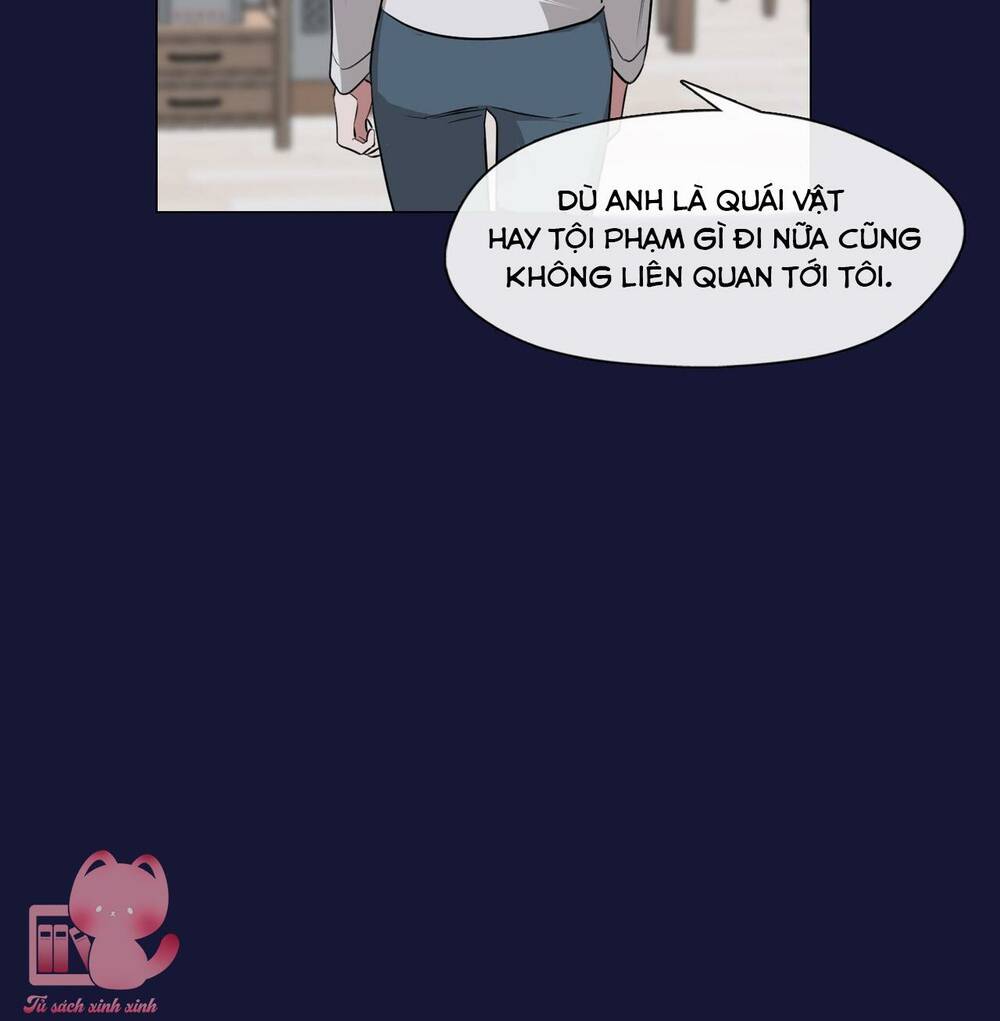 DÙ ANH LÀ QUÁI VẬT
HAY TỘI PHẠM GÌ ĐI NỮA CŨNG
KHÔNG LIÊN QUAN TỚI TÔI.
Tủ sách xinh xinh